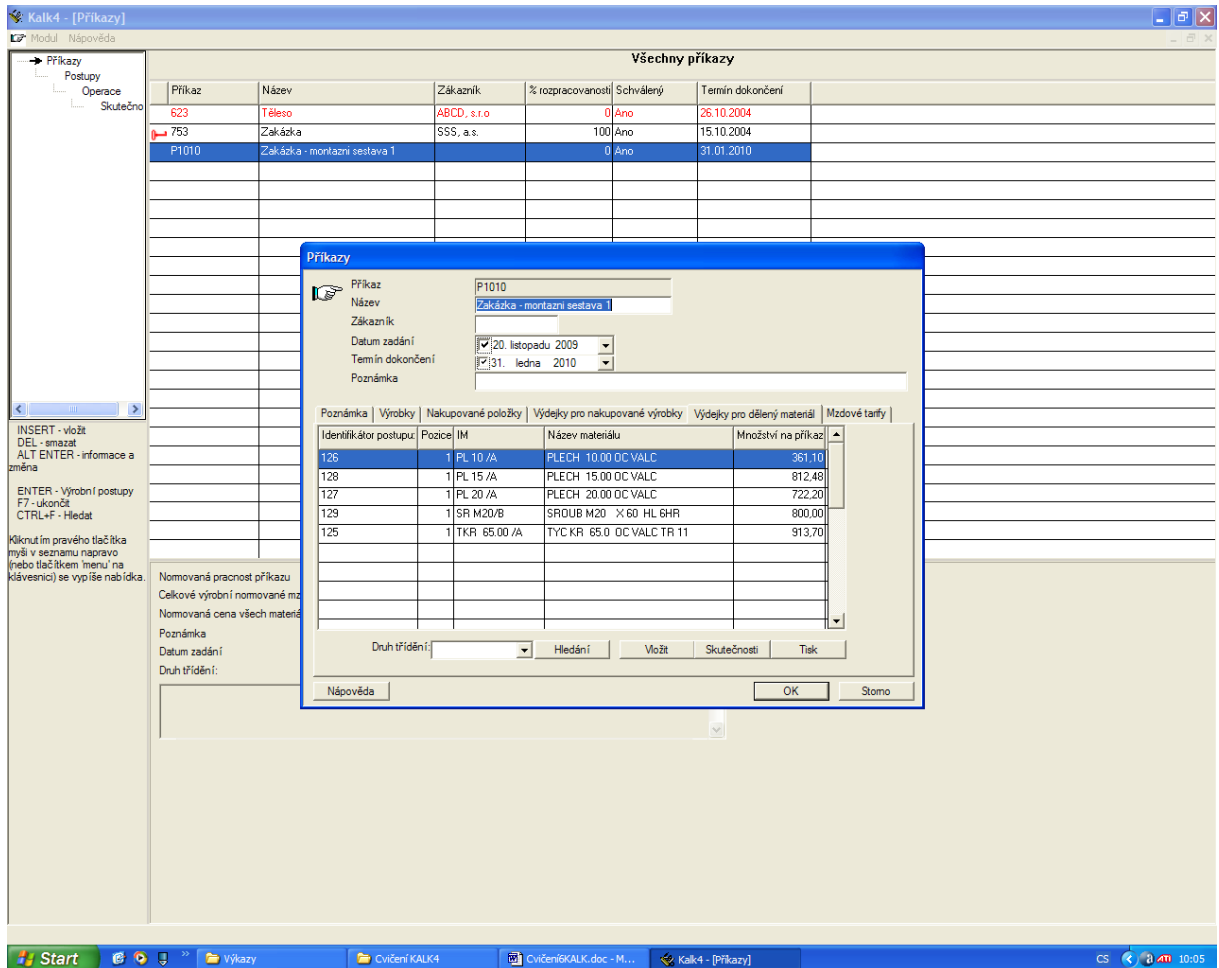 Kalk4 - [Příkazy]
Modul Nápověda
Příkazy
Postupy
Operace
Skutečno
Všechny příkazy
Příkaz Název Zákazník % rozpracovanosti Schválený Termín dokončení
623 Těleso ABCD, s.r.o 0 Ano 26.10.2004
753 Zakázka SSS, a.s. 100 Ano 15.10.2004
P1010 Zakázka - montazni sestava 1 0 Ano 31.01.2010
INSERT - vložit
DEL - smazat
ALT ENTER - informace a
změna
ENTER - Výrobní postupy
F7 - ukončit
CTRL+F - Hledat
Kliknutím pravého tlačítka
myši v seznamu napravo
(nebo tlačítkem 'menu' na
klávesnici) se vypíše nabídka.
Příkazy
Příkaz P1010
Název Zakázka - montazni sestava 1
Zákazník
Datum zadání 20. listopadu 2009
Termín dokončení 31. ledna 2010
Poznámka
Poznámka Výrobky Nakupované položky Výdejky pro nakupované výrobky Výdejky pro dělený materiál Mzdové tarify
Identifikátor postupu: Pozice IM Název materiálu Množství na příkaz
126 1 PL 10 /A PLECH 10.00 OC VALC 361,10
128 1 PL 15 /A PLECH 15.00 OC VALC 812,48
127 1 PL 20 /A PLECH 20.00 OC VALC 722,20
129 1 SR M20/B SROUB M20 X 60 HL 6HR 800,00
125 1 TKR 65.00 /A TYC KR 65.0 OC VALC TR 11 913,70
Druh třídění: Hledání Vložit Skutečnosti Tisk
Nápověda OK Storno
Normovaná pracnost příkazu
Celkové výrobní normované mz
Normovaná cena všech materiá
Poznámka
Datum zadání
Druh třídění:
Start Výkazy Cvičení KALK4 Cvičení6KALK.doc - M... Kalk4 - [Příkazy] CS ATI 10:05